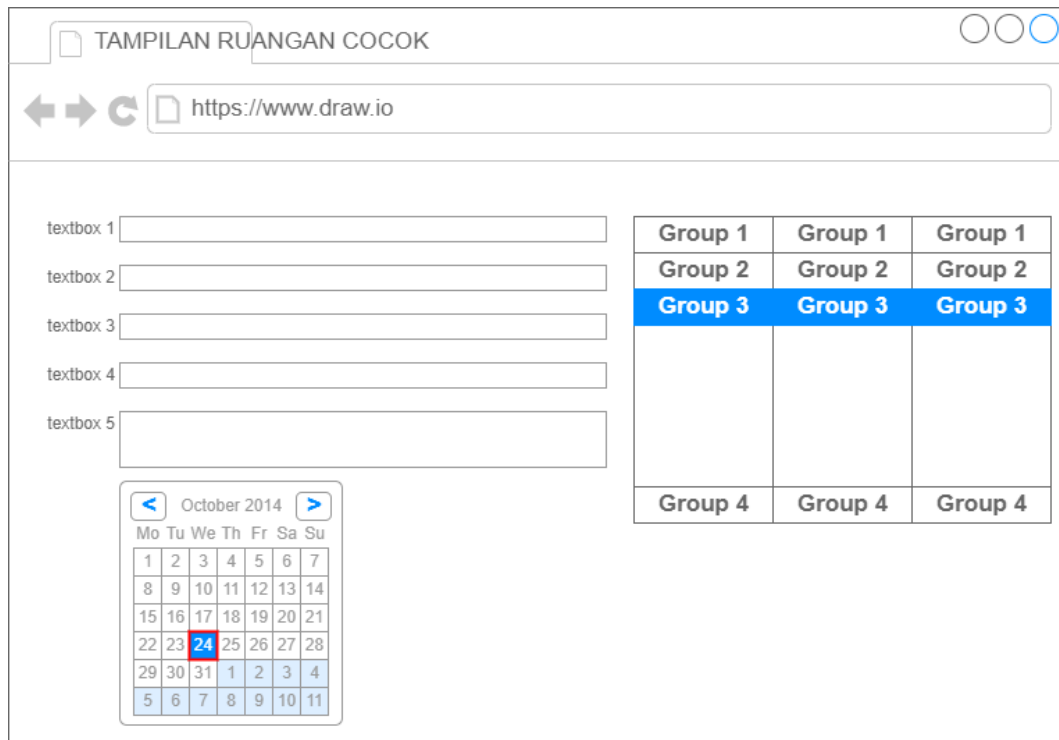 TAMPILAN RUANGAN COCOK
https://www.draw.io
textbox 1
textbox 2
textbox 3
textbox 4
textbox 5
< October 2014 >
Mo Tu We Th Fr Sa Su
1 2 3 4 5 6 7
8 9 10 11 12 13 14
15 16 17 18 19 20 21
22 23 24 25 26 27 28
29 30 31 1 2 3 4
5 6 7 8 9 10 11
Group 1 Group 1 Group 1
Group 2 Group 2 Group 2
Group 3 Group 3 Group 3
Group 4 Group 4 Group 4